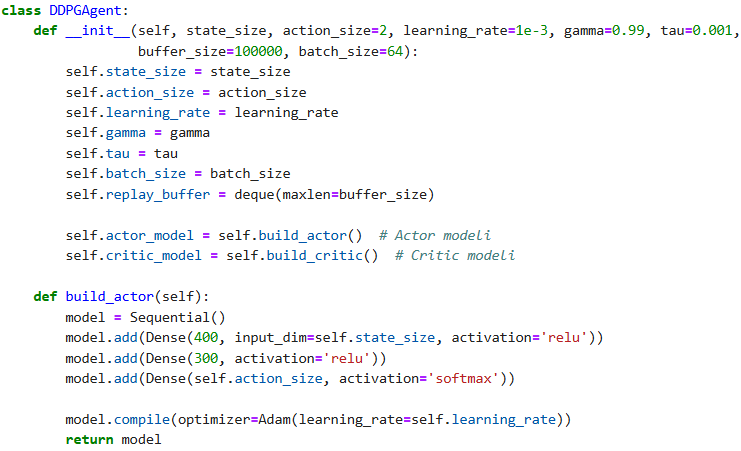 class DDPGAgent:
    def __init__(self, state_size, action_size=2, learning_rate=1e-3, gamma=0.99, tau=0.001,
                 buffer_size=100000, batch_size=64):
        self.state_size = state_size
        self.action_size = action_size
        self.learning_rate = learning_rate
        self.gamma = gamma
        self.tau = tau
        self.batch_size = batch_size
        self.replay_buffer = deque(maxlen=buffer_size)

        self.actor_model = self.build_actor()  # Actor modeli
        self.critic_model = self.build_critic()  # Critic modeli

    def build_actor(self):
        model = Sequential()
        model.add(Dense(400, input_dim=self.state_size, activation='relu'))
        model.add(Dense(300, activation='relu'))
        model.add(Dense(self.action_size, activation='softmax'))

        model.compile(optimizer=Adam(learning_rate=self.learning_rate))
        return model